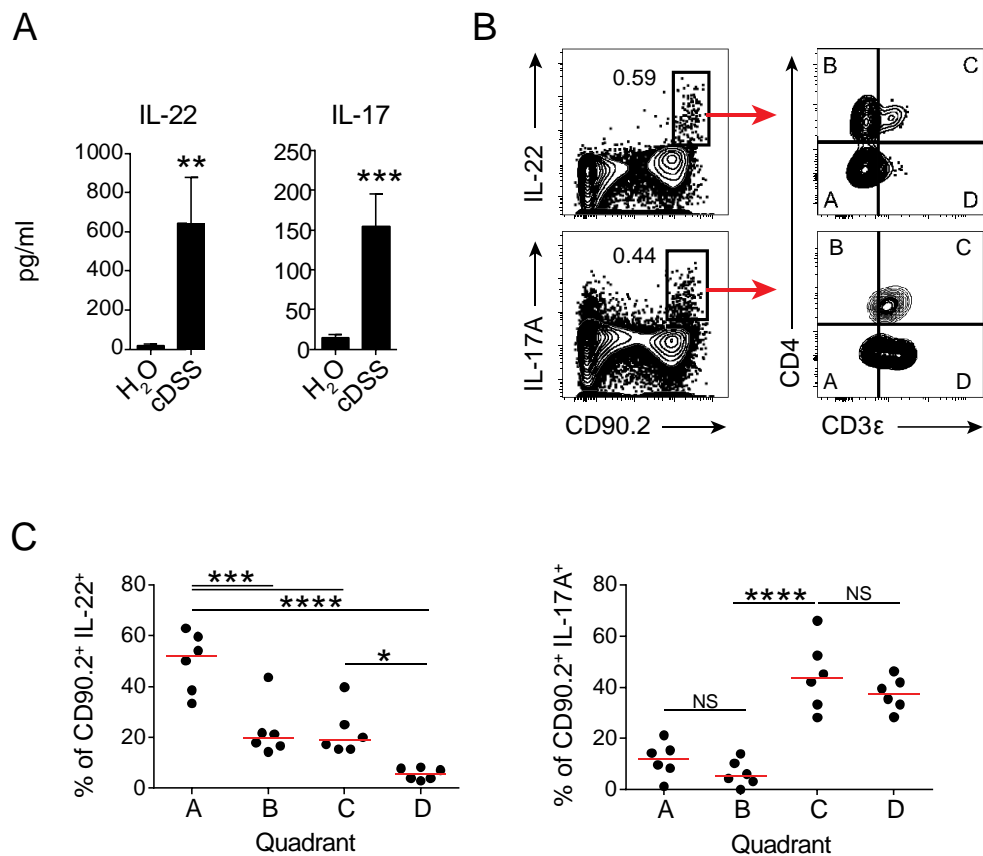 A
IL-22
IL-17
pg/ml
1000
800
600
400
200
0
**
H₂O
cDSS
250
200
150
100
50
0
***
H₂O
cDSS
B
0.59
IL-22
B
C
A
D
0.44
IL-17A
CD90.2
B
C
A
D
CD4
CD3ε
C
% of CD90.2⁺ IL-22⁺
80
60
40
20
0
***
****
*
A
B
C
D
Quadrant
% of CD90.2⁺ IL-17A⁺
80
60
40
20
0
NS
****
NS
A
B
C
D
Quadrant